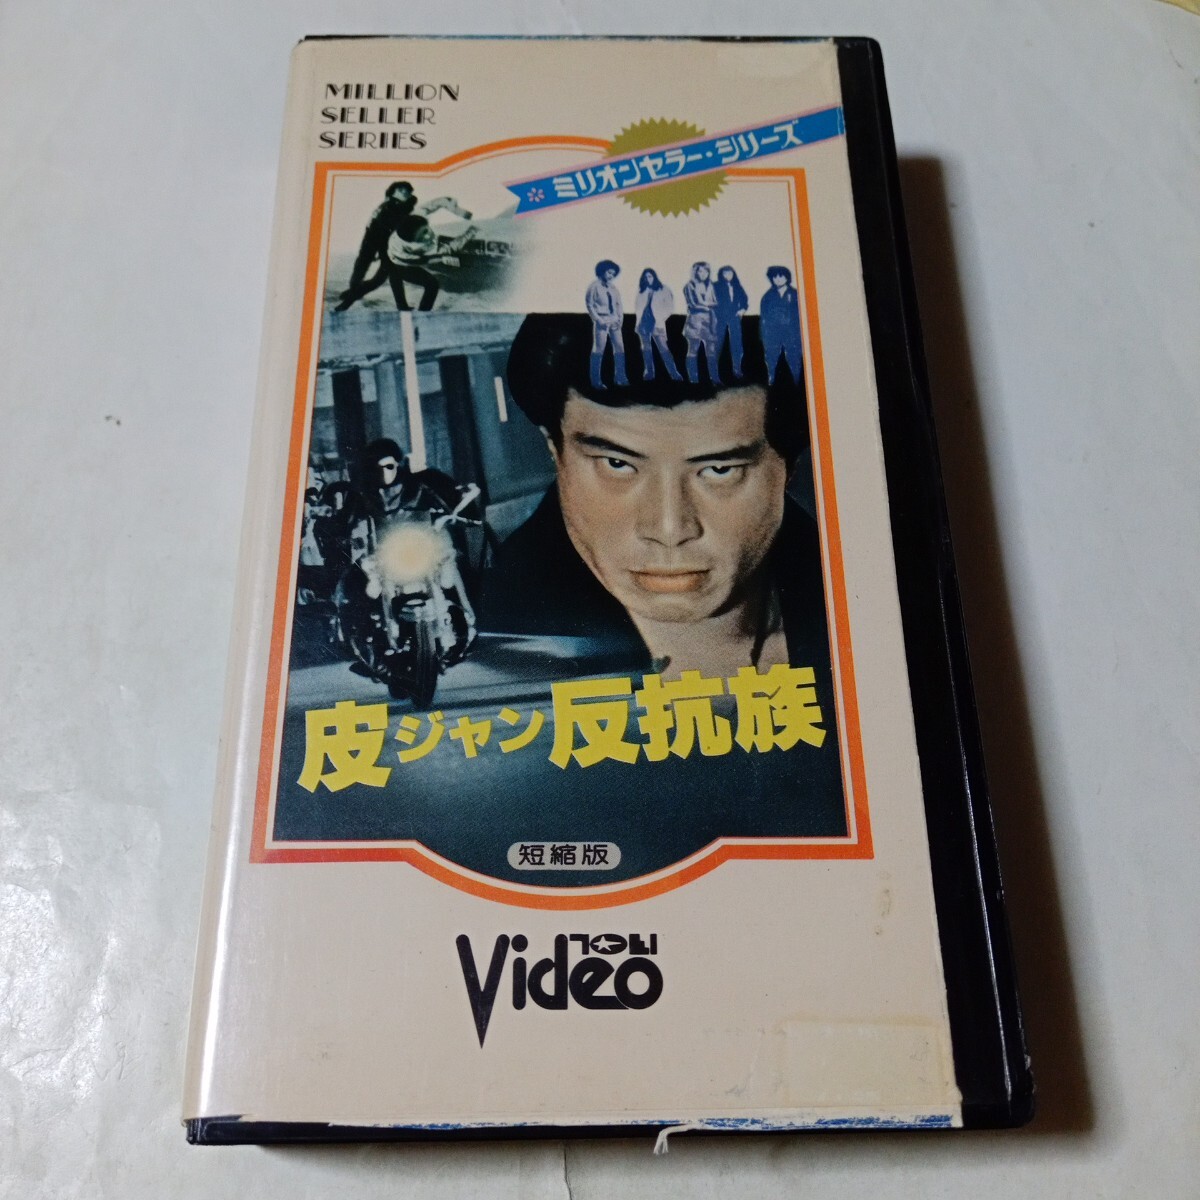 MILLION
SELLER
SERIES
ミリオンセラー・シリーズ
皮ジャン反抗族
短縮版
TOEI
Video